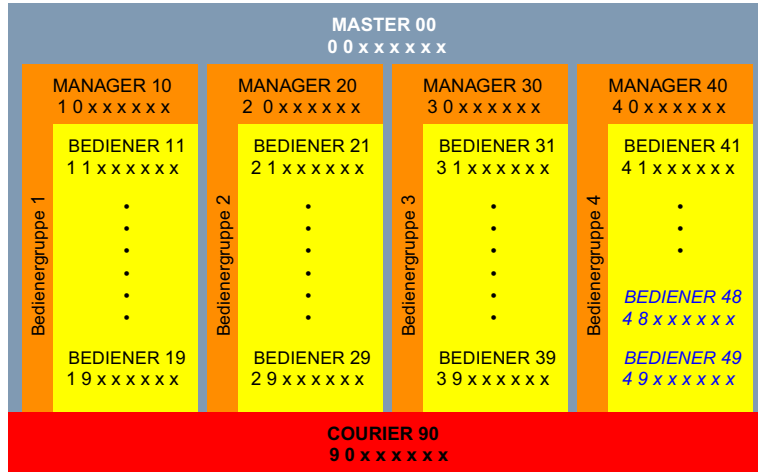 MASTER 00
0 0 x x x x x x
MANAGER 10
1 0 x x x x x x
Bedienergruppe 1
BEDIENER 11
1 1 x x x x x x
BEDIENER 19
1 9 x x x x x x
MANAGER 20
2 0 x x x x x x
Bedienergruppe 2
BEDIENER 21
2 1 x x x x x x
BEDIENER 29
2 9 x x x x x x
MANAGER 30
3 0 x x x x x x
Bedienergruppe 3
BEDIENER 31
3 1 x x x x x x
BEDIENER 39
3 9 x x x x x x
MANAGER 40
4 0 x x x x x x
Bedienergruppe 4
BEDIENER 41
4 1 x x x x x x
BEDIENER 48
4 8 x x x x x x
BEDIENER 49
4 9 x x x x x x
COURIER 90
9 0 x x x x x x